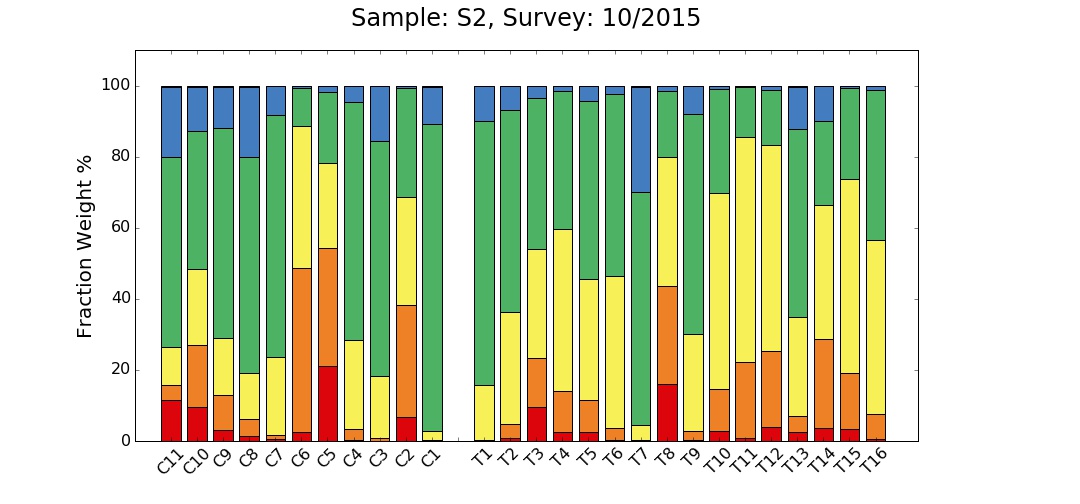 Sample: S2, Survey: 10/2015
Fraction Weight %
100
80
60
40
20
0
C11 C10 C9 C8 C7 C6 C5 C4 C3 C2 C1 T1 T2 T3 T4 T5 T6 T7 T8 T9 T10 T11 T12 T13 T14 T15 T16